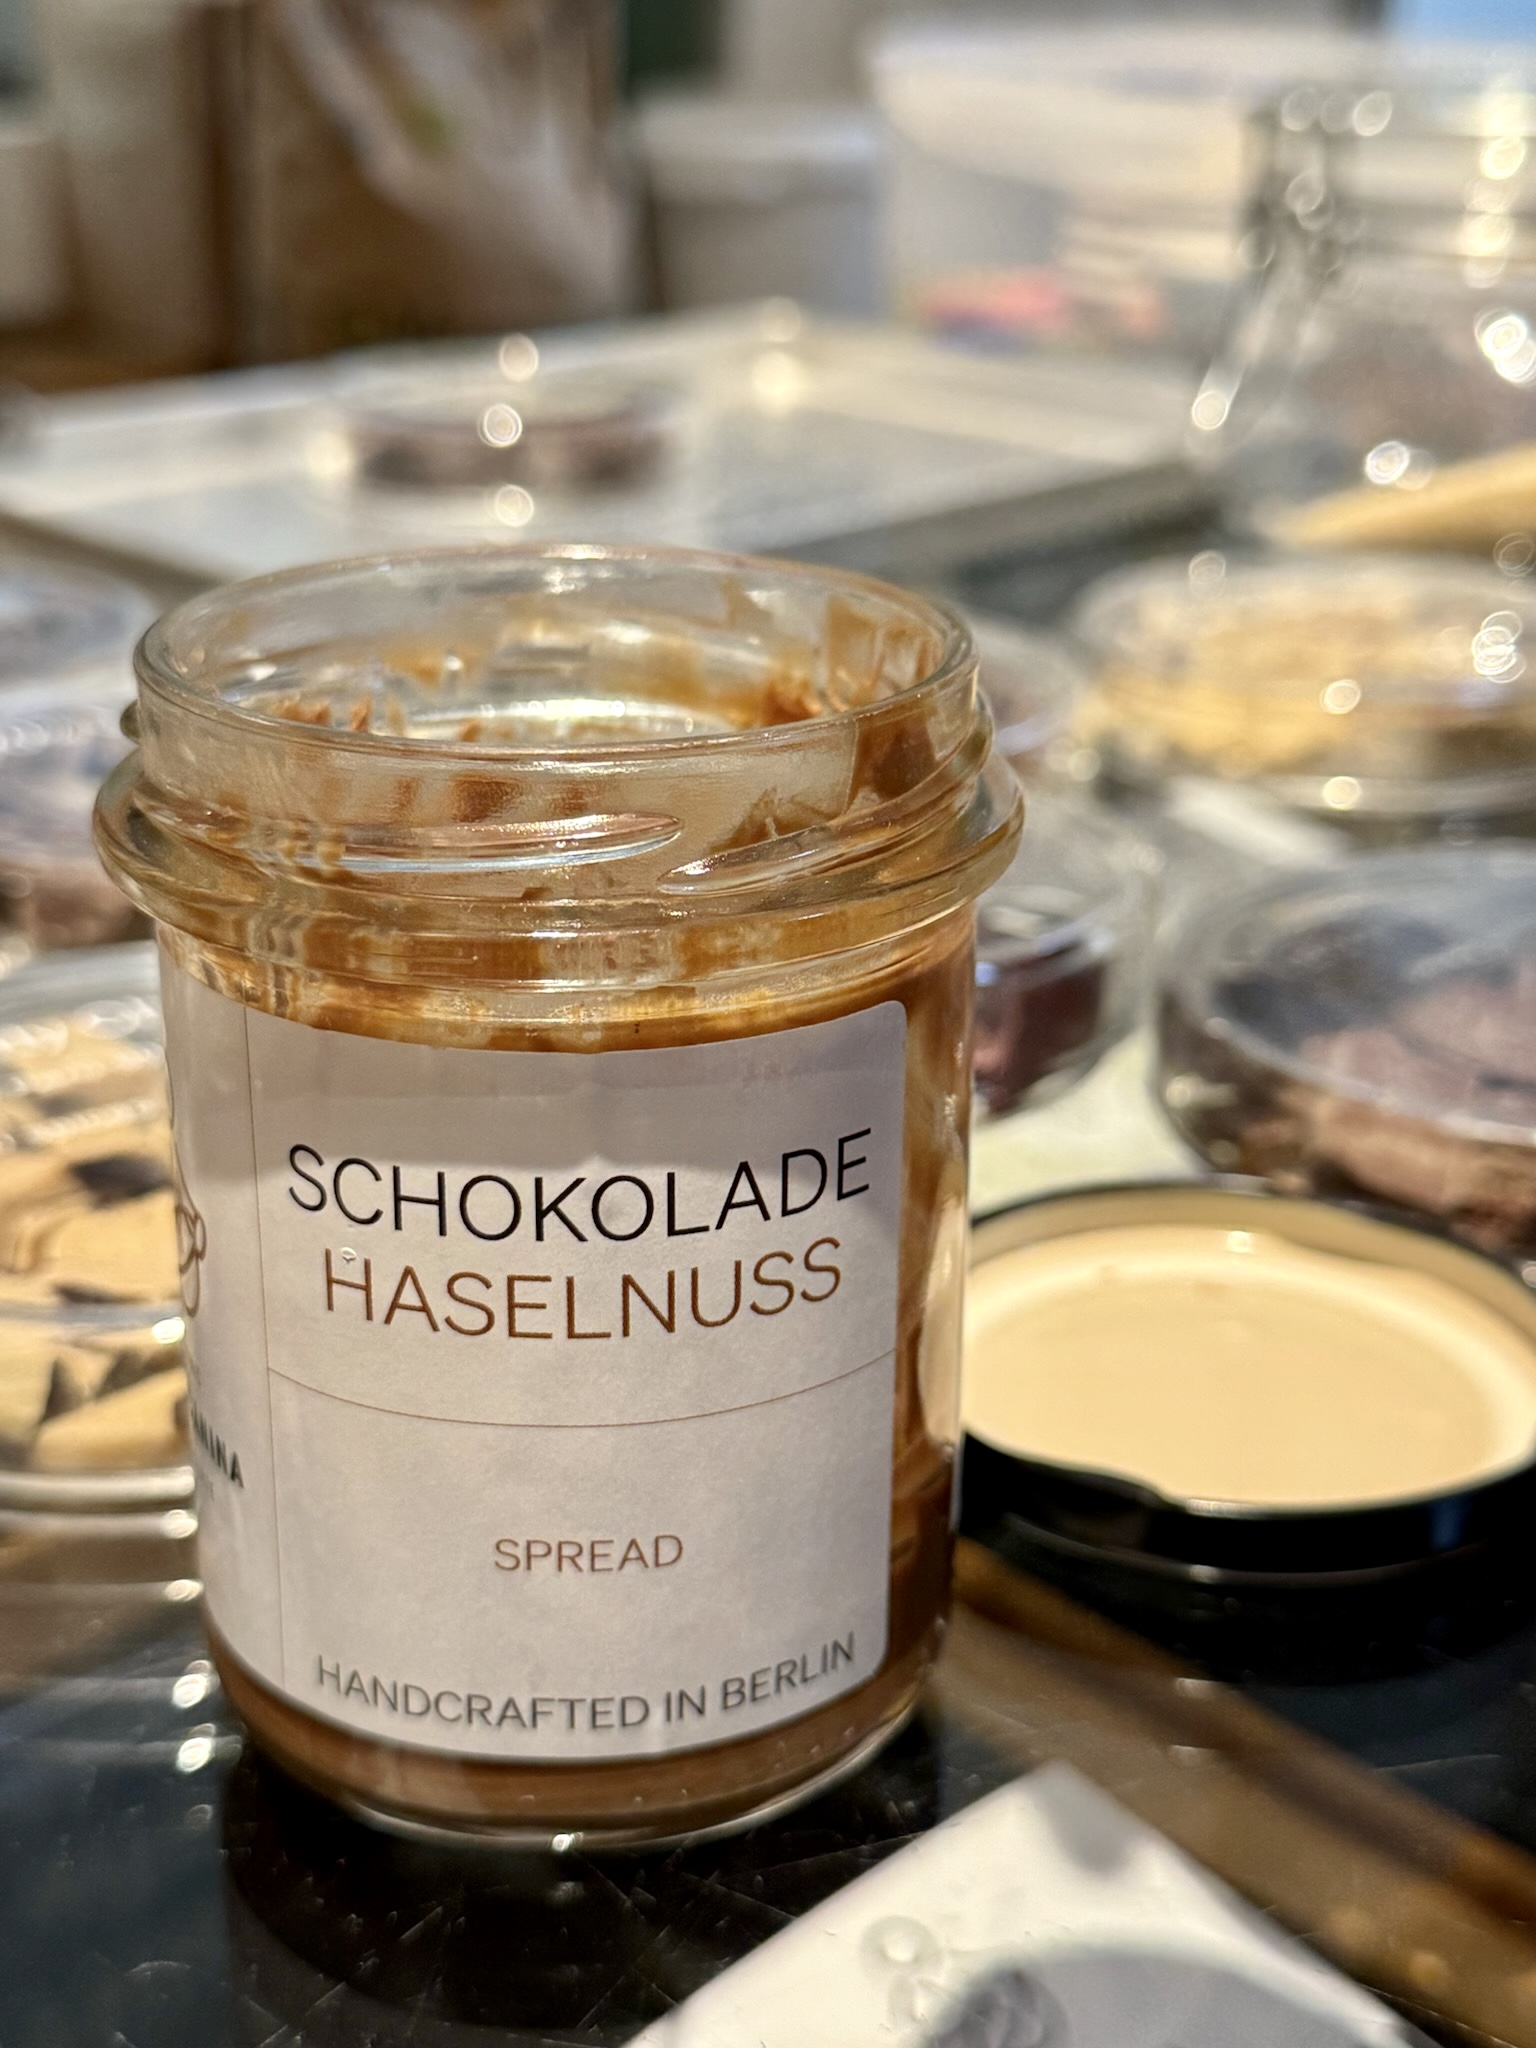 SCHOKOLADE
HASELNUSS
SPREAD
HANDCRAFTED IN BERLIN